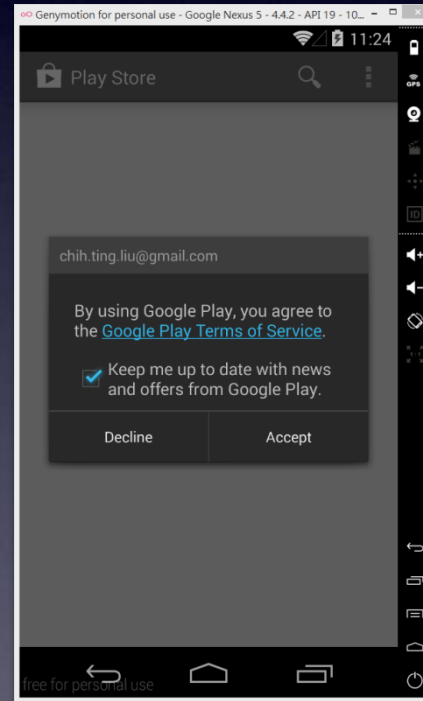 Genymotion for personal use - Google Nexus 5 - 4.4.2 - API 19 - 10...
11:24
Play Store
GPS
ID
chih.ting.liu@gmail.com
By using Google Play, you agree to
the Google Play Terms of Service.
Keep me up to date with news
and offers from Google Play.
Decline Accept
free for personal use